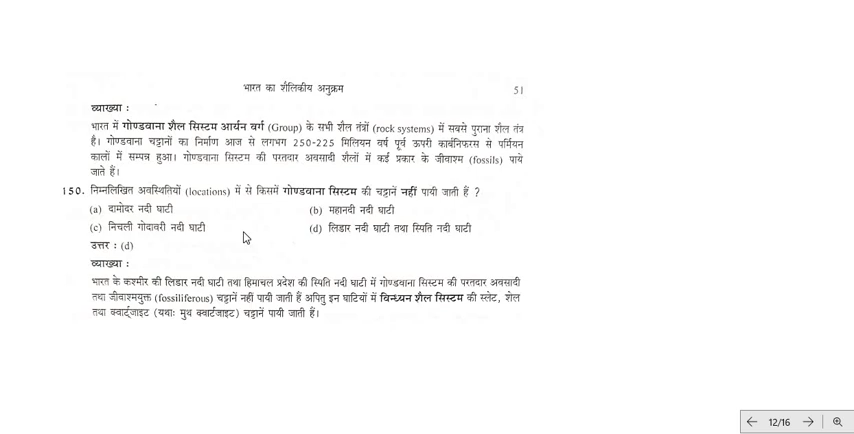 भारत का शैलिकीय अनुक्रम 51
व्याख्या :
भारत में गोण्डवाना शैल सिस्टम आर्यन वर्ग (Group) के सभी शैल तंत्रों (rock systems) में सबसे पुराना शैल तंत्र
है। गोण्डवाना चट्टानों का निर्माण आज से लगभग 250-225 मिलियन वर्ष पूर्व ऊपरी कार्बनिफरस से पर्मियन
कालों में सम्पन्न हुआ। गोण्डवाना सिस्टम की परतदार अवसादी शैलों में कई प्रकार के जीवाश्म (fossils) पाये
जाते हैं।
150. निम्नलिखित अवस्थितियों (locations) में से किसमें गोण्डवाना सिस्टम की चट्टानें नहीं पायी जाती हैं ?
(a) दामोदर नदी घाटी (b) महानदी नदी घाटी
(c) निचली गोदावरी नदी घाटी (d) लिडार नदी घाटी तथा स्पिति नदी घाटी
उत्तर : (d)
व्याख्या :
भारत के कश्मीर की लिडार नदी घाटी तथा हिमाचल प्रदेश की स्पिति नदी घाटी में गोण्डवाना सिस्टम की परतदार अवसादी
तथा जीवाश्मयुक्त (fossiliferous) चट्टानें नहीं पायी जाती हैं अपितु इन घाटियों में विन्ध्यन शैल सिस्टम की स्लेट, शेल
तथा क्वार्ट्जाइट (यथाः मुथ क्वार्टजाइट) चट्टानें पायी जाती हैं।
12/16